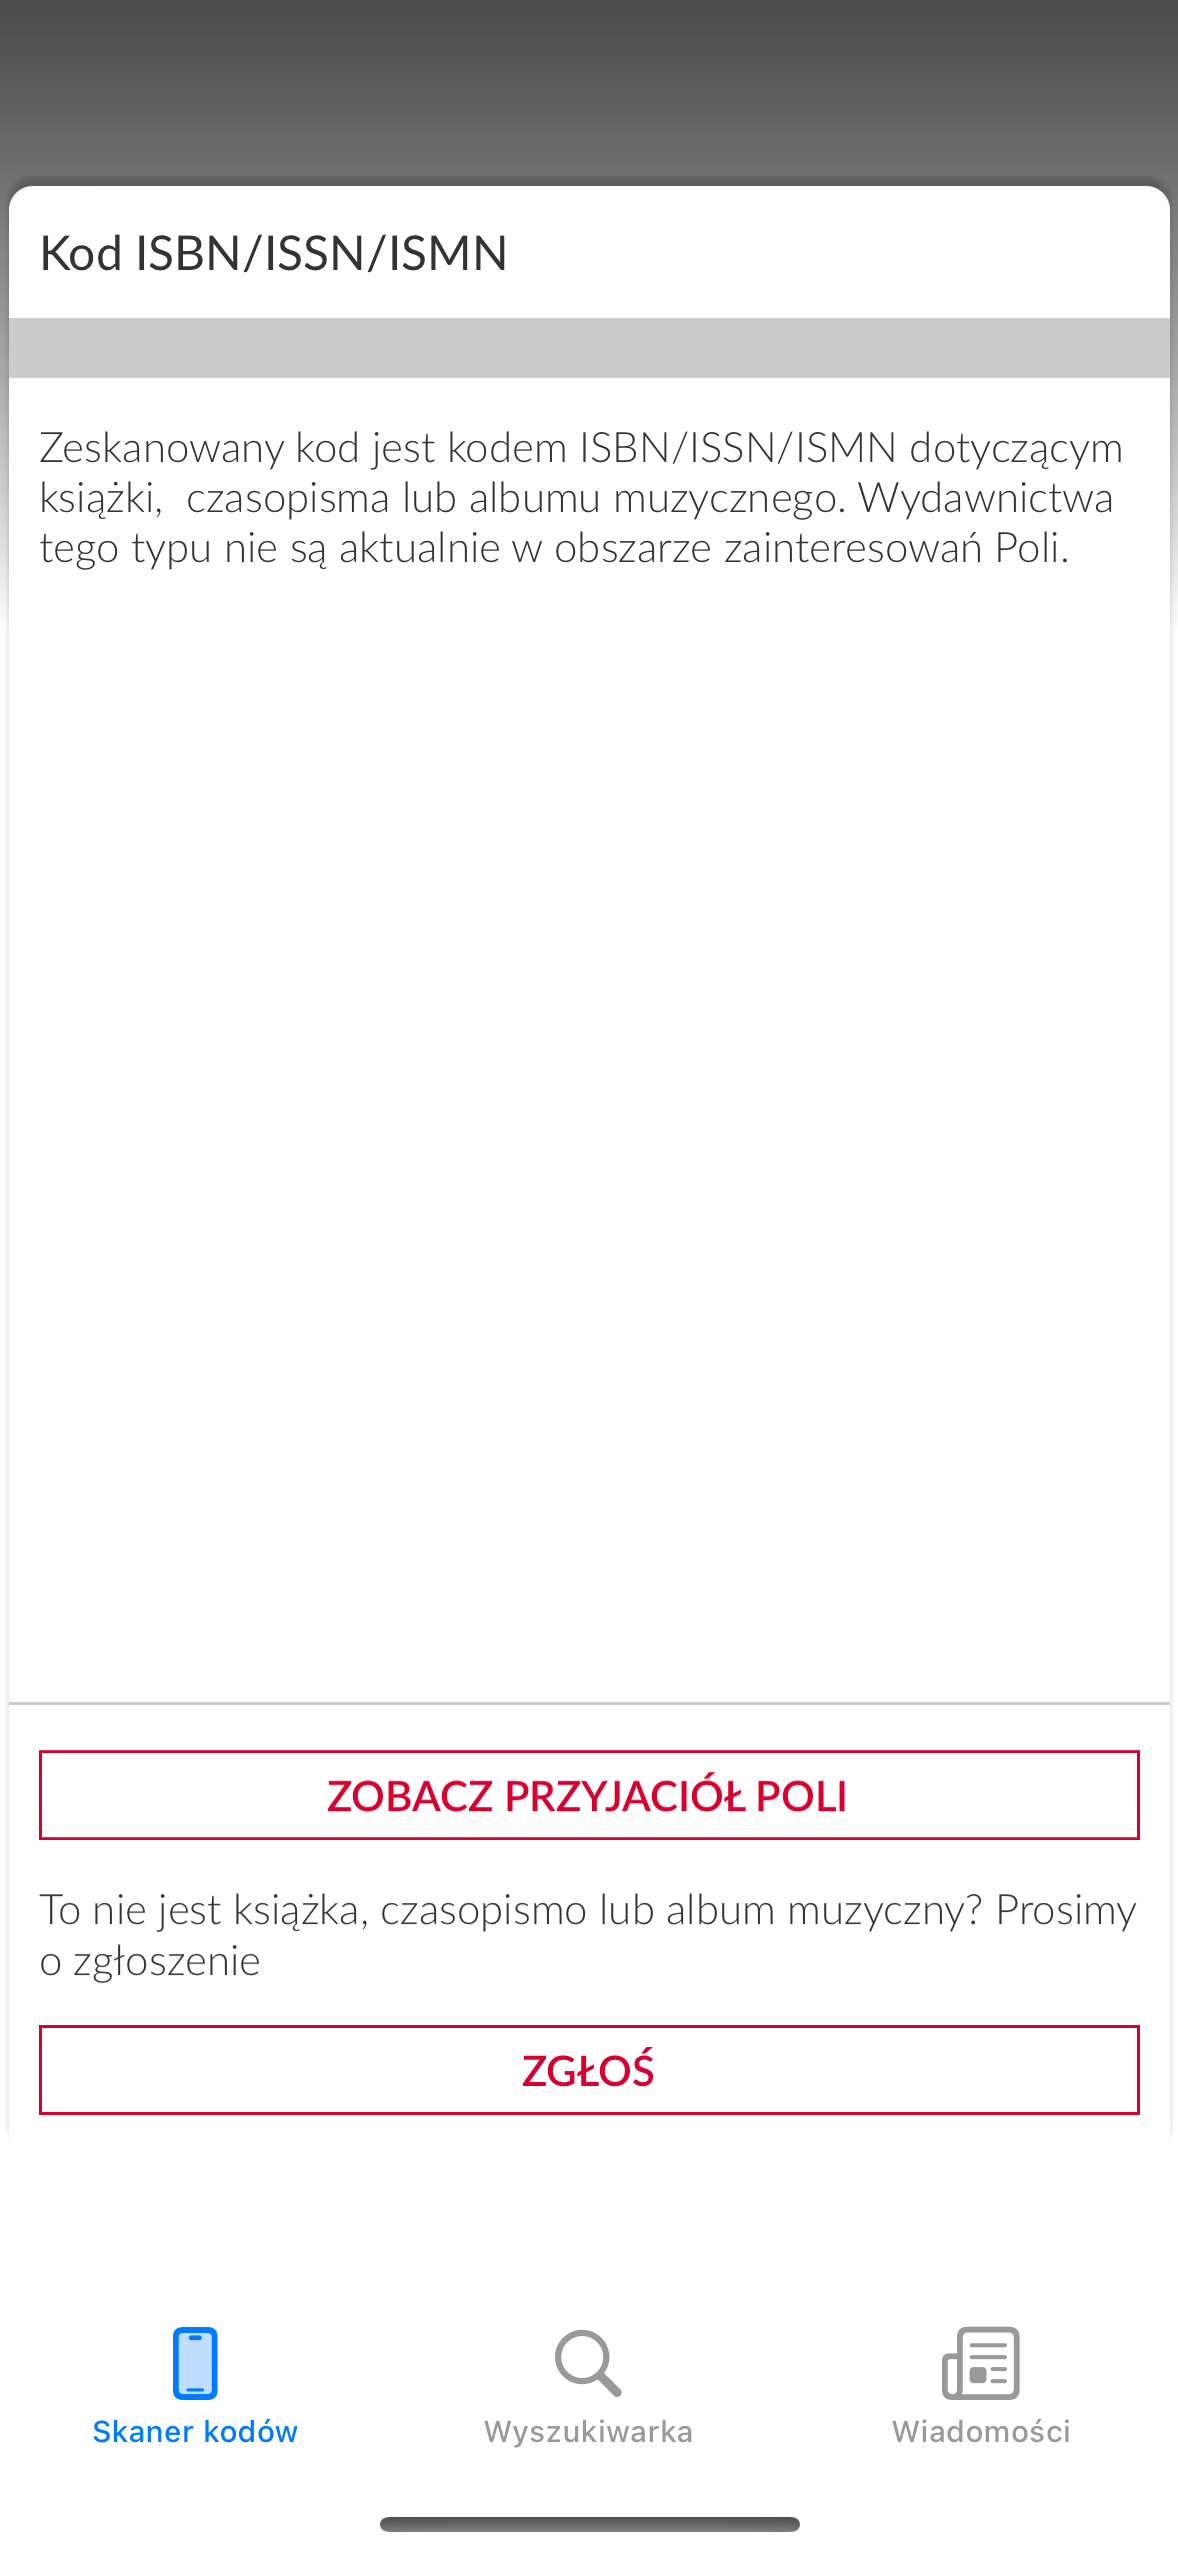 Kod ISBN/ISSN/ISMN
Zeskanowany kod jest kodem ISBN/ISSN/ISMN dotyczącym
książki,  czasopisma lub albumu muzycznego. Wydawnictwa
tego typu nie są aktualnie w obszarze zainteresowań Poli.
ZOBACZ PRZYJACIÓŁ POLI
To nie jest książka, czasopismo lub album muzyczny? Prosimy
o zgłoszenie
ZGŁOŚ
Skaner kodów
Wyszukiwarka
Wiadomości